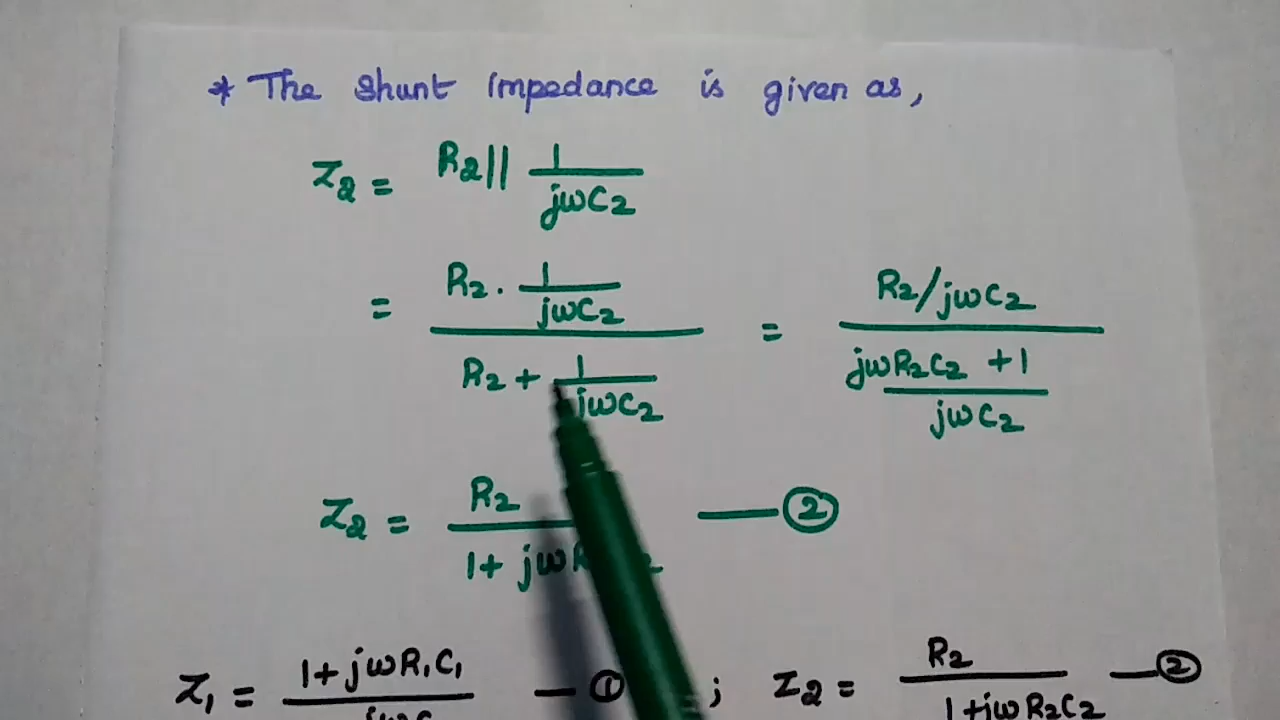 * The shunt impedance is given as,
Z2 = R2 || 1/jωC2
= (R2 . 1/jωC2) / (R2 + 1/jωC2) = (R2/jωC2) / ((jωR2C2 + 1)/jωC2)
Z2 = R2 / (1 + jω — ②
Z1 = (1 + jωR1C1) / — ① ; Z2 = R2 / (1 + jωR2C2) — ②